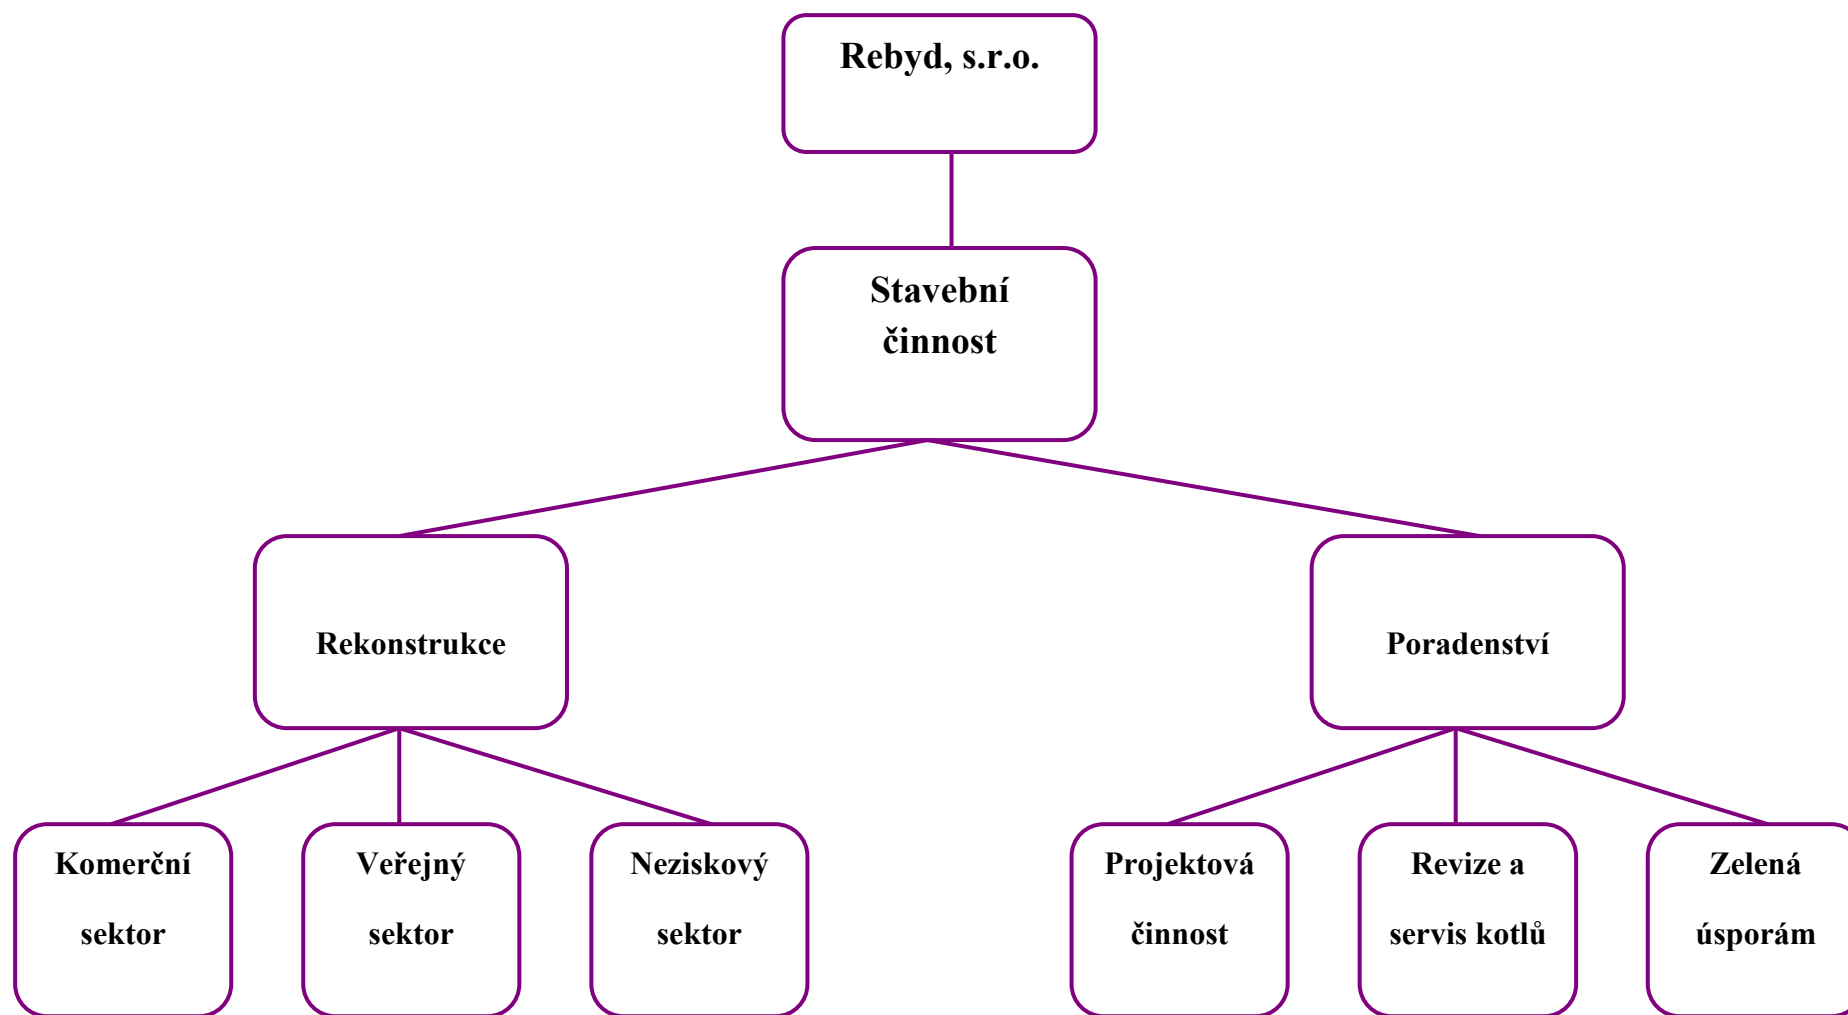 Rebyd, s.r.o.
Stavební
činnost
Rekonstrukce
Poradenství
Komerční
sektor
Veřejný
sektor
Neziskový
sektor
Projektová
činnost
Revize a
servis kotlů
Zelená
úsporám